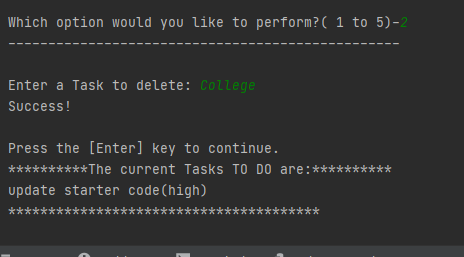 Which option would you like to perform?( 1 to 5)-2
-------------------------------------------------
Enter a Task to delete: College
Success!
Press the [Enter] key to continue.
**********The current Tasks TO DO are:**********
update starter code(high)
***************************************